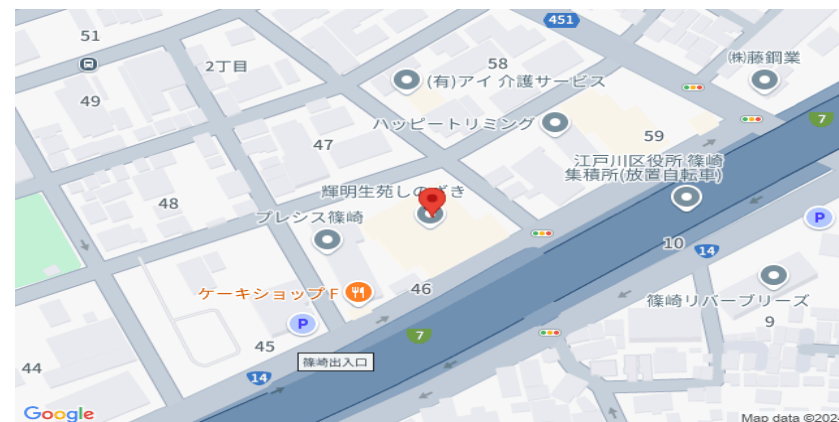 451
51
58
(株)藤鋼業
2丁目
(有)アイ 介護サービス
49
7
ハッピートリミング
59
47
江戸川区役所 篠崎
集積所(放置自転車)
輝明生苑しのざき
48
プレシス篠崎
P
10
14
ケーキショップ F
46
篠崎リバーブリーズ
P
9
7
45
44
篠崎出入口
14
Google
Map data ©2024